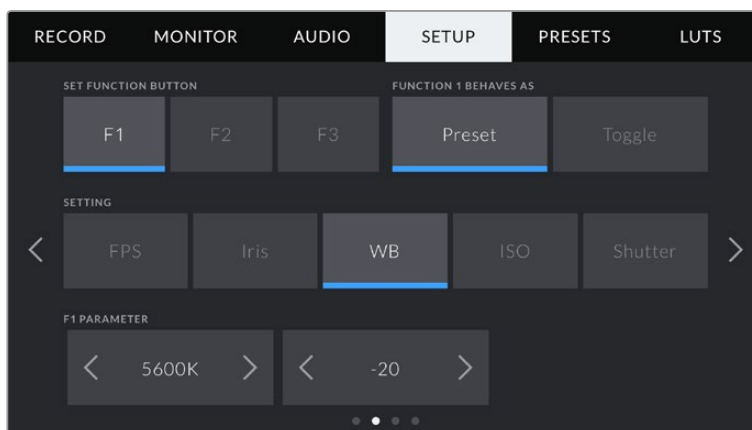 RECORD MONITOR AUDIO SETUP PRESETS LUTS
SET FUNCTION BUTTON FUNCTION 1 BEHAVES AS
F1 F2 F3 Preset Toggle
SETTING
FPS Iris WB ISO Shutter
F1 PARAMETER
5600K -20